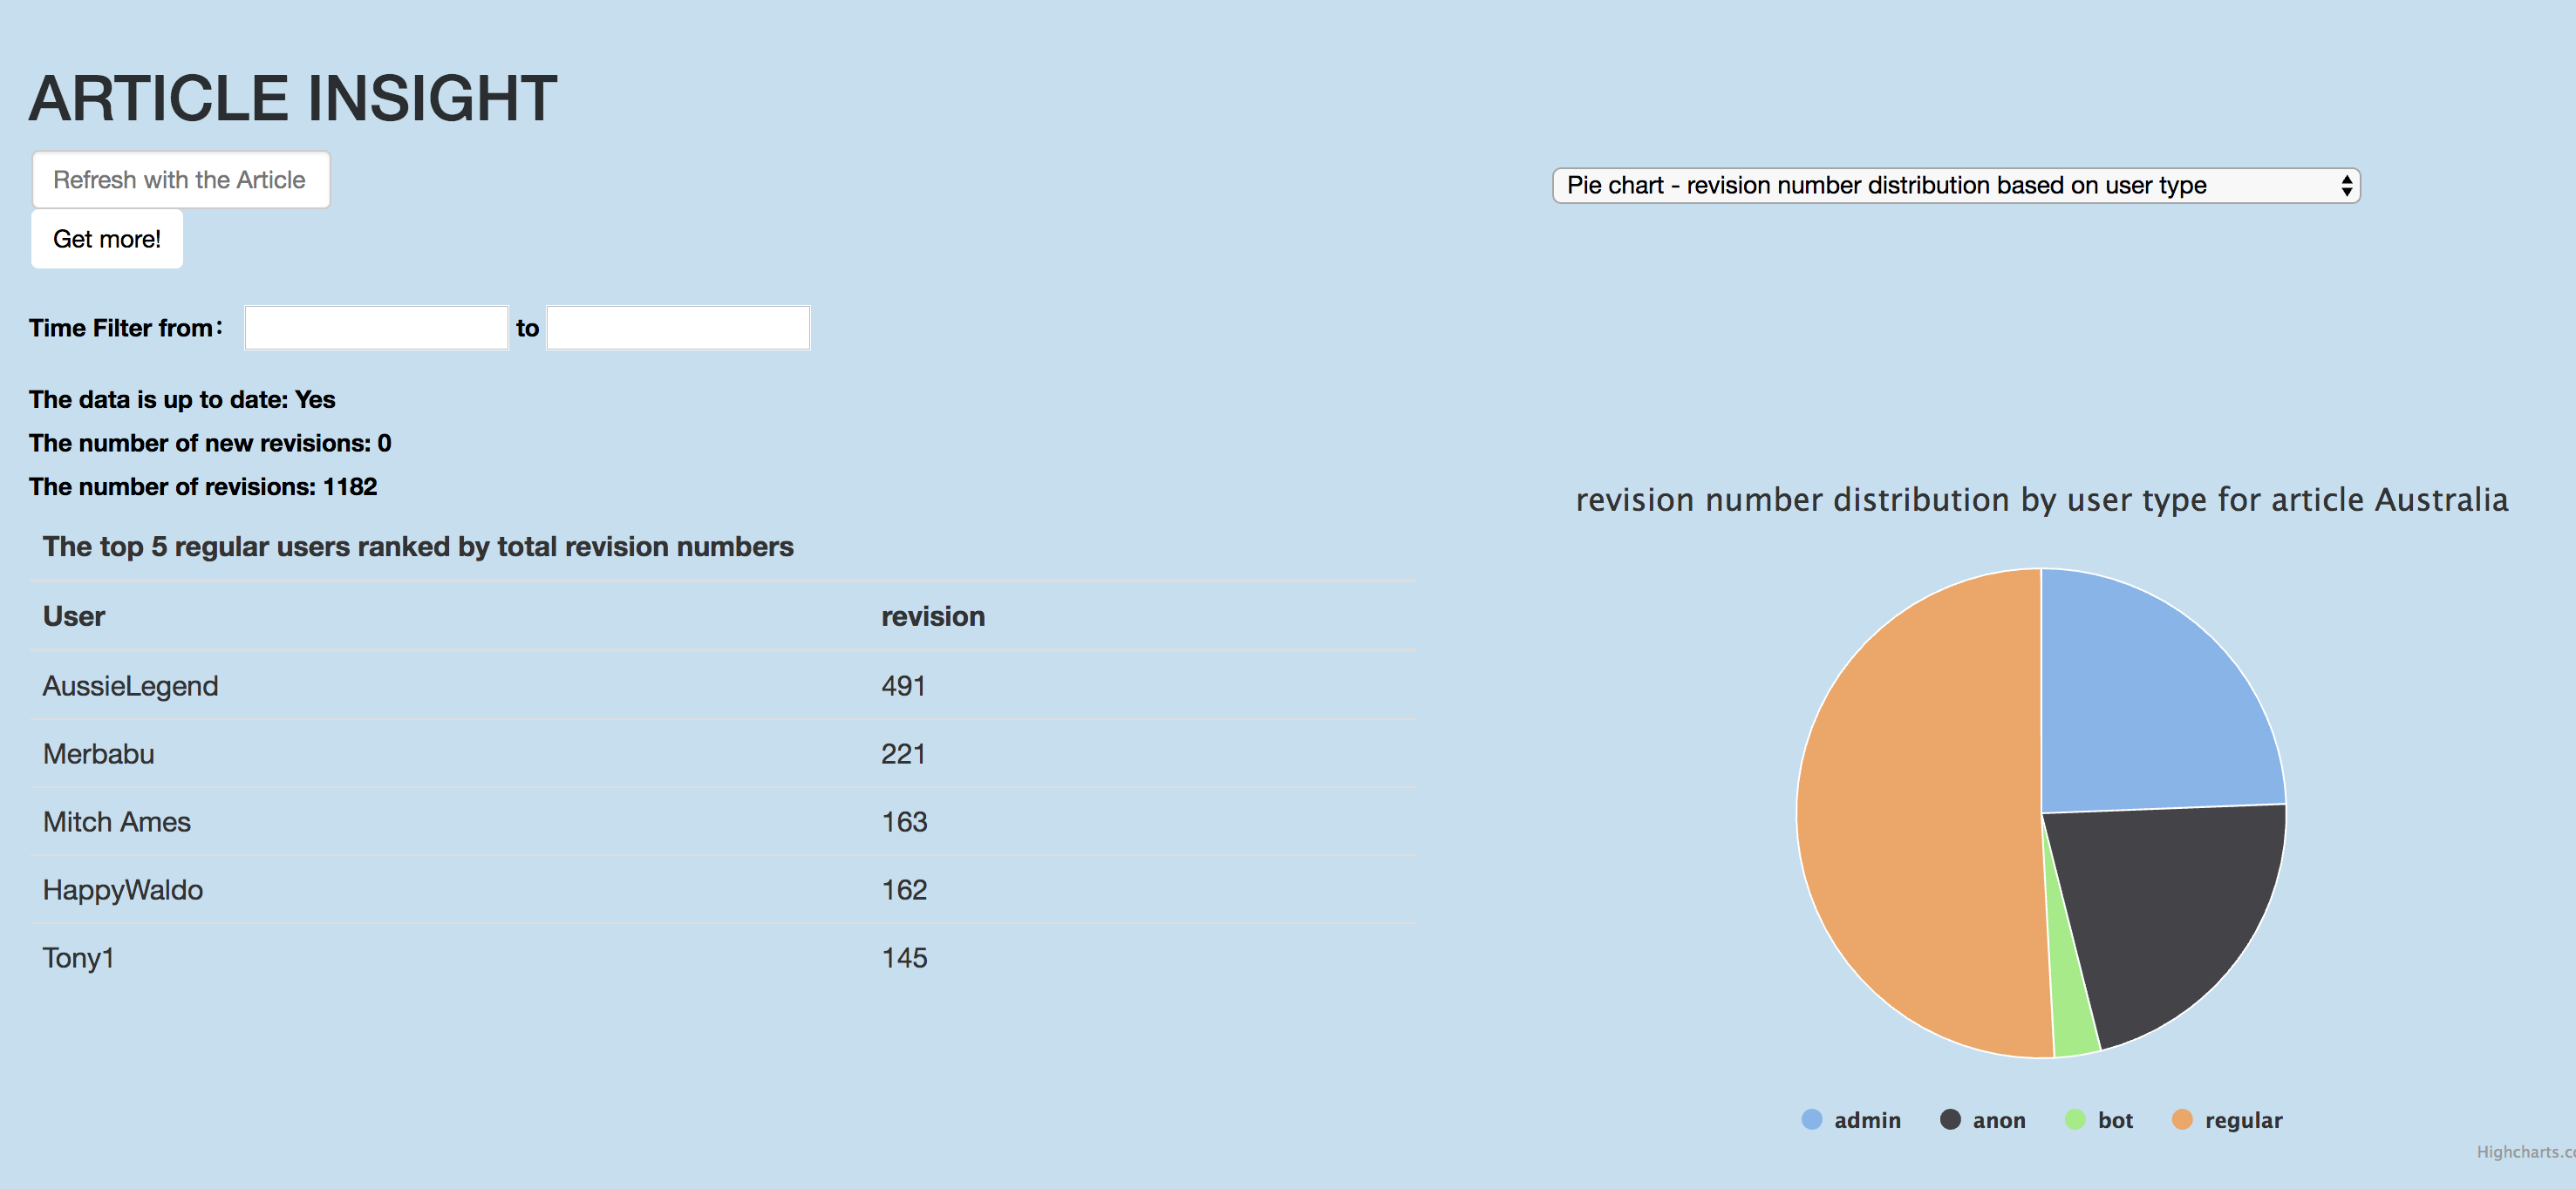 ARTICLE INSIGHT
Refresh with the Article
Get more!
Pie chart - revision number distribution based on user type
Time Filter from: to
The data is up to date: Yes
The number of new revisions: 0
The number of revisions: 1182
The top 5 regular users ranked by total revision numbers
User revision
AussieLegend 491
Merbabu 221
Mitch Ames 163
HappyWaldo 162
Tony1 145
revision number distribution by user type for article Australia
admin anon bot regular
Highcharts.co